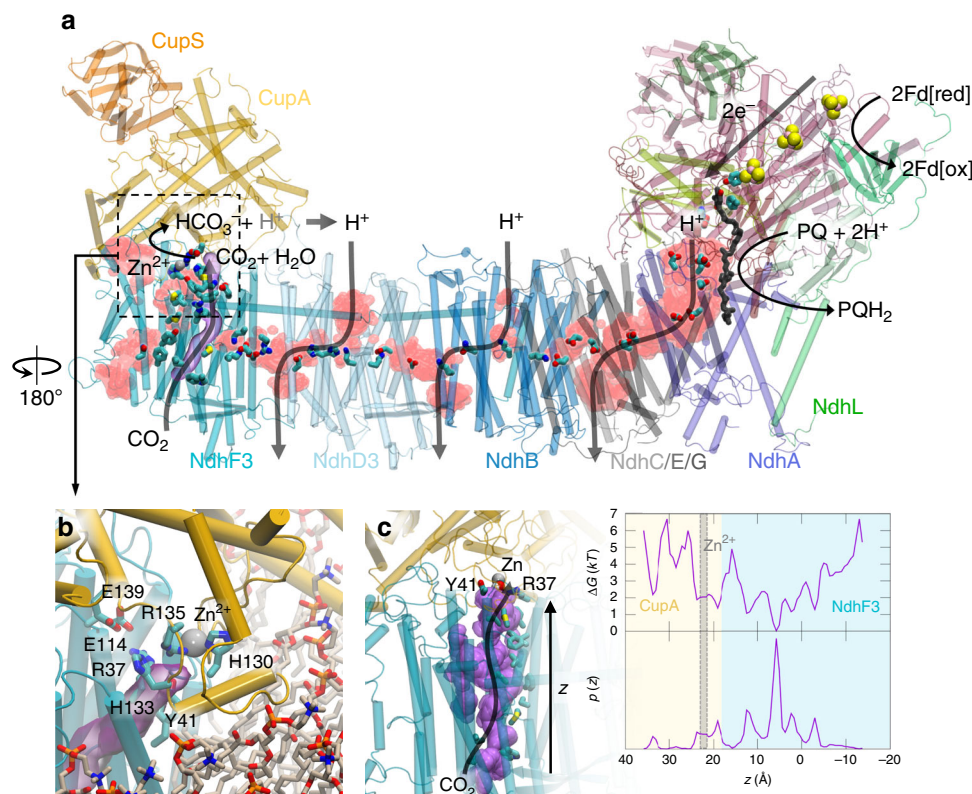 a
CupS
CupA
2e⁻
2Fd[red]
2Fd[ox]
HCO₃⁻ + H⁺
H⁺
H⁺
H⁺
PQ + 2H⁺
Zn²⁺
CO₂ + H₂O
PQH₂
180°
CO₂
NdhL
NdhF3
NdhD3
NdhB
NdhC/E/G
NdhA
b
E139
R135
Zn²⁺
E114
R37
H130
H133
Y41
c
Zn
Y41
R37
z
CO₂
7
6
5
4
3
2
1
0
ΔG (kT)
Zn²⁺
CupA
NdhF3
p (z)
40
30
20
10
0
−10
−20
z (Å)